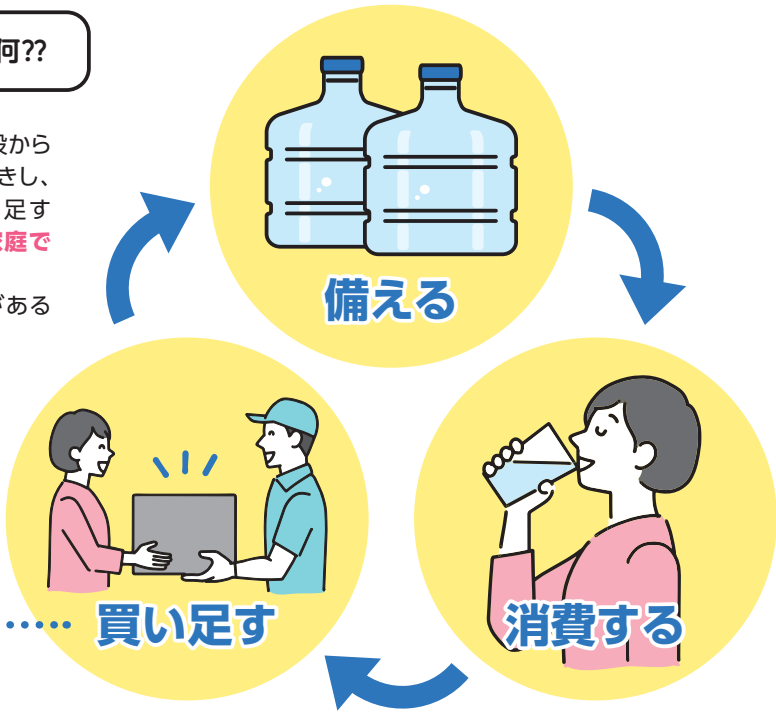 何??
段から
きし、
足す
家庭で
がある
備える
買い足す
消費する